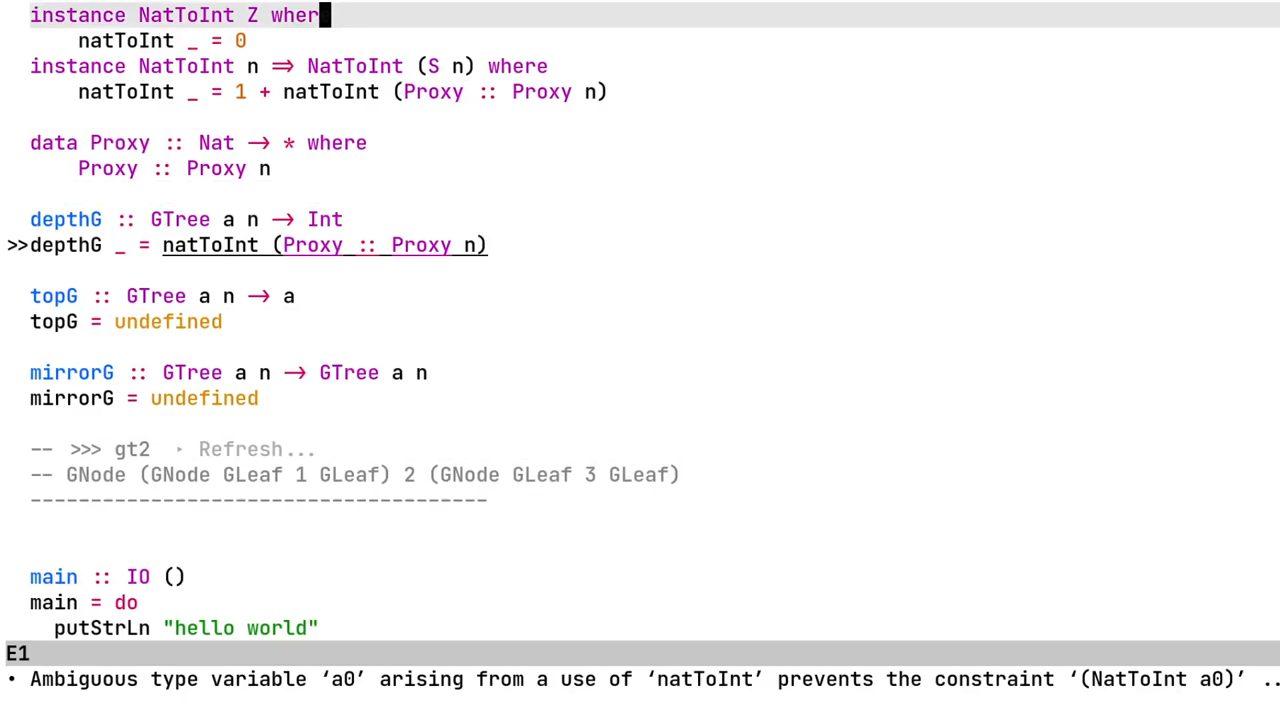 instance NatToInt Z wher
    natToInt _ = 0
instance NatToInt n => NatToInt (S n) where
    natToInt _ = 1 + natToInt (Proxy :: Proxy n)
data Proxy :: Nat -> * where
    Proxy :: Proxy n
depthG :: GTree a n -> Int
>>depthG _ = natToInt (Proxy :: Proxy n)
topG :: GTree a n -> a
topG = undefined
mirrorG :: GTree a n -> GTree a n
mirrorG = undefined
-- >>> gt2 ‣ Refresh...
-- GNode (GNode GLeaf 1 GLeaf) 2 (GNode GLeaf 3 GLeaf)
--------------------------------------
main :: IO ()
main = do
  putStrLn "hello world"
E1
• Ambiguous type variable ‘a0’ arising from a use of ‘natToInt’ prevents the constraint ‘(NatToInt a0)’ ..